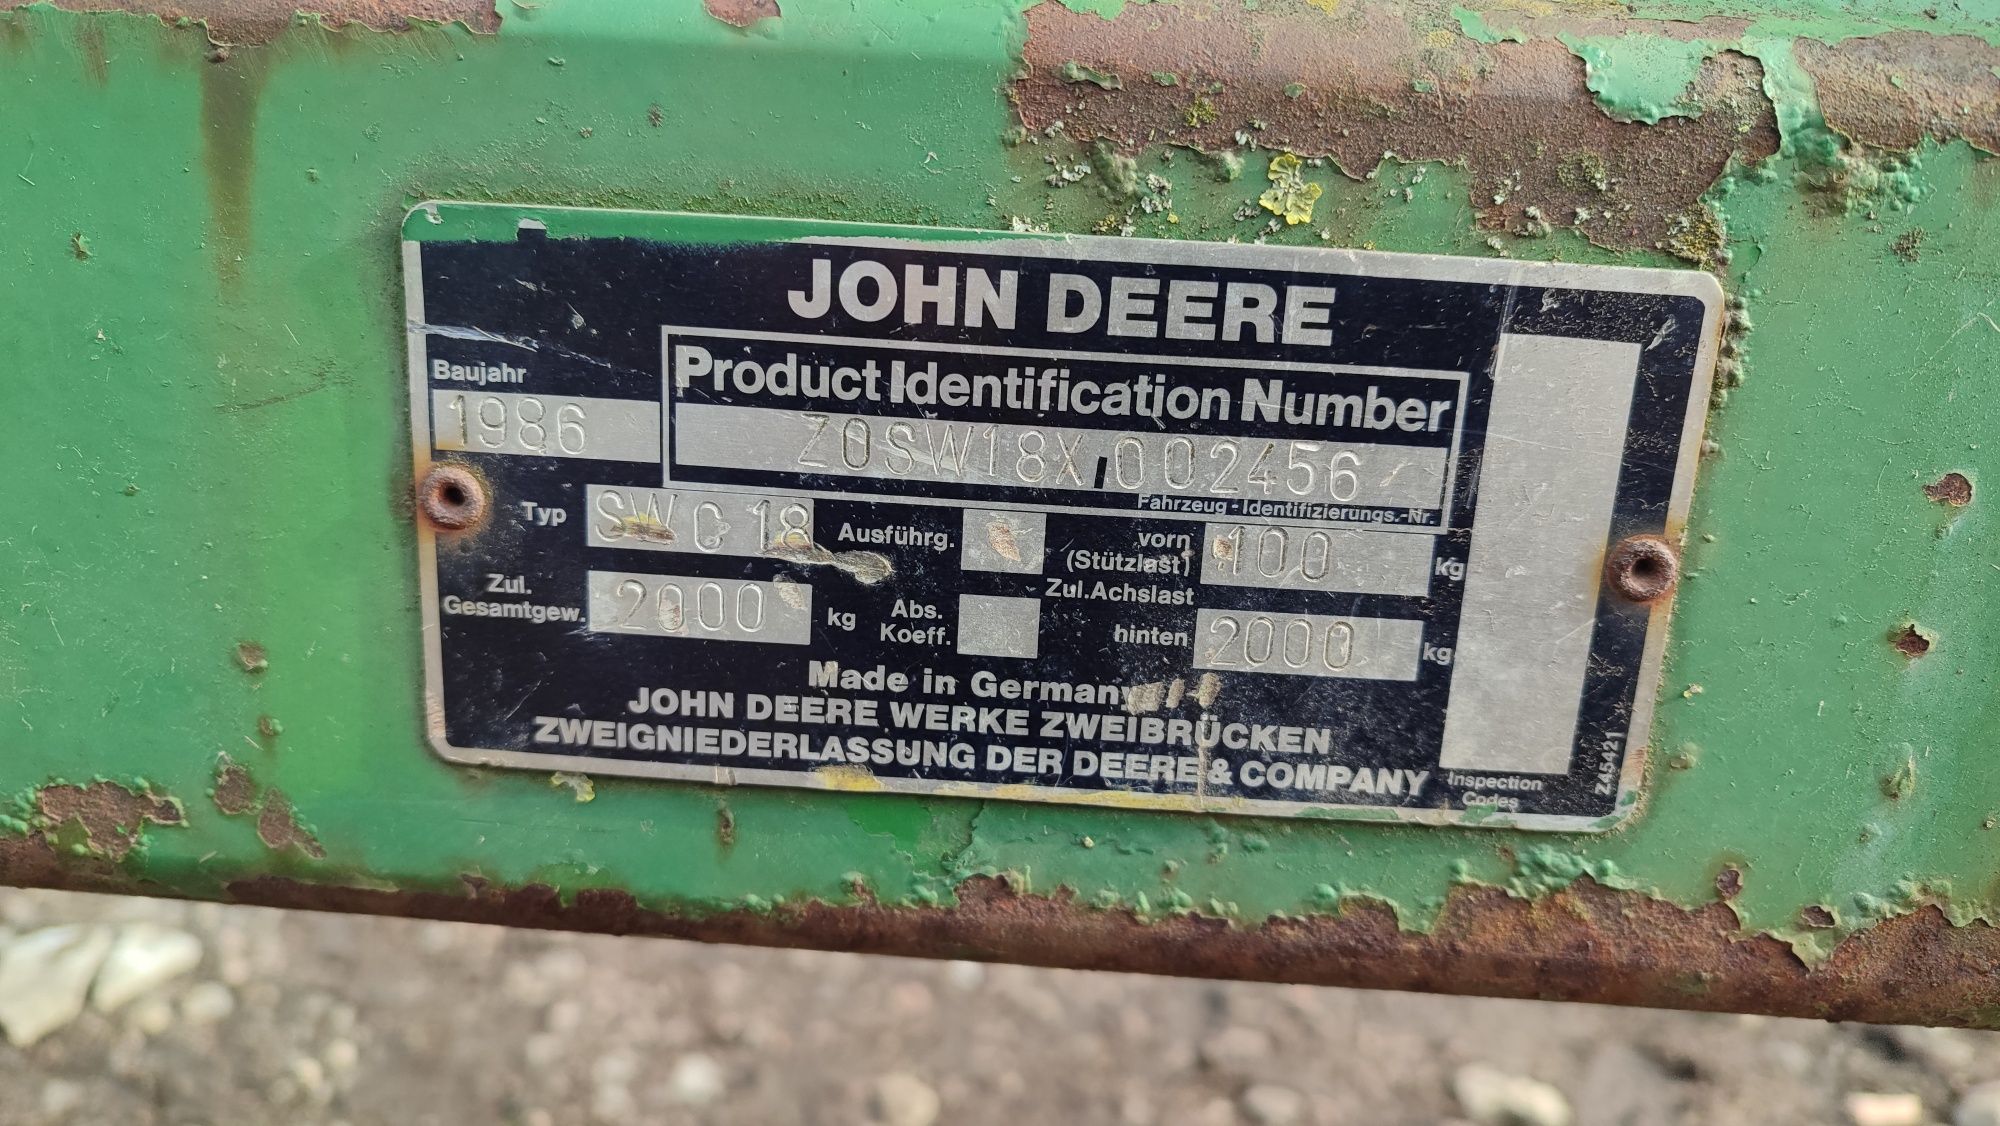 JOHN DEERE
Baujahr
1986
Product Identification Number
Z0SW18X 002456
Fahrzeug-Identifizierungs.-Nr.
Typ SWC 18 Ausführg. vorn (Stützlast) 100 kg
Zul. Gesamtgew. 2000 kg Abs. Koeff. Zul.Achslast
hinten 2000 kg
Made in Germany
JOHN DEERE WERKE ZWEIBRÜCKEN
ZWEIGNIEDERLASSUNG DER DEERE & COMPANY
Inspection
Codes
Z45421